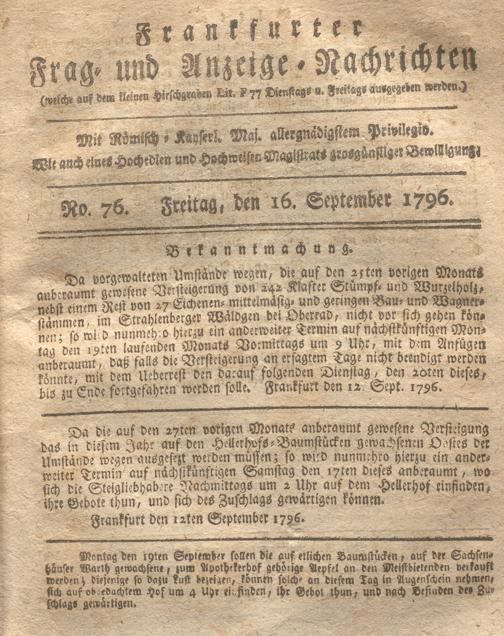 Frankfurter
Frag- und Anzeige-Nachrichten
(welche auf dem kleinen Hirschgraben Lit. F 77 Dienstags u. Freitags ausgegeben werden.)
Mit Römisch-Kayserl. Maj. allergnädigstem Privilegio.
Wie auch eines Hochedlen und Hochweisen Magistrats grosgünstiger Bewilligung.
No. 76. Freitag, den 16. September 1796.
Bekanntmachung.
Da vorgewalteten Umstände wegen, die auf den 25ten vorigen Monats
anberaumt gewesene Versteigerung von 242 Klafter Stümpf- und Wurzelholz,
nebst einem Rest von 27 Eichenen-mittelmäsig- und geringen Bau- und Wagner-
stämmen, im Strahlenberger Wäldgen bei Oberrad, nicht vor sich gehen kön-
nen; so wird nunmehro hierzu ein anderweiter Termin auf nächstkünftigen Mon-
tag den 19ten laufenden Monats Vormittags um 9 Uhr, mit dem Anfügen
anberaumt, daß falls die Versteigerung an ersagtem Tage nicht beendigt werden
könnte, mit dem Ueberrest den darauf folgenden Dienstag, den 20ten dieses,
bis zu Ende fortgefahren werden solle. Frankfurt den 12. Sept. 1796.
Da die auf den 27ten vorigen Monats anberaumt gewesene Versteigung
das in diesem Jahr auf den Hellerhofs-Baumstücken gewachsenen Obstes der
Umstände wegen ausgesezt werden müssen; so wird nunmehro hierzu ein ander-
weiter Termin auf nächstkünftigen Samstag den 17ten dieses anberaumt, wo
sich die Steigliebhabere Nachmittags um 2 Uhr auf dem Hellerhof einfinden,
ihre Gebote thun, und sich des Zuschlags gewärtigen können.
Frankfurt den 12ten September 1796.
Montag den 19ten September sollen die auf etlichen Baumstücken, auf der Sachsen-
häuser Warth gewachsene, zum Apothekerhof gehörige Aepfel an den Meistbietenden verkauft
werden; diejenige so dazu Lust bezeigen, können solche an diesem Tag in Augenschein nehmen,
sich auf obgedachtem Hof um 4 Uhr einfinden, ihr Gebot thun, und nach Befinden des Zu-
schlags gewärtigen.